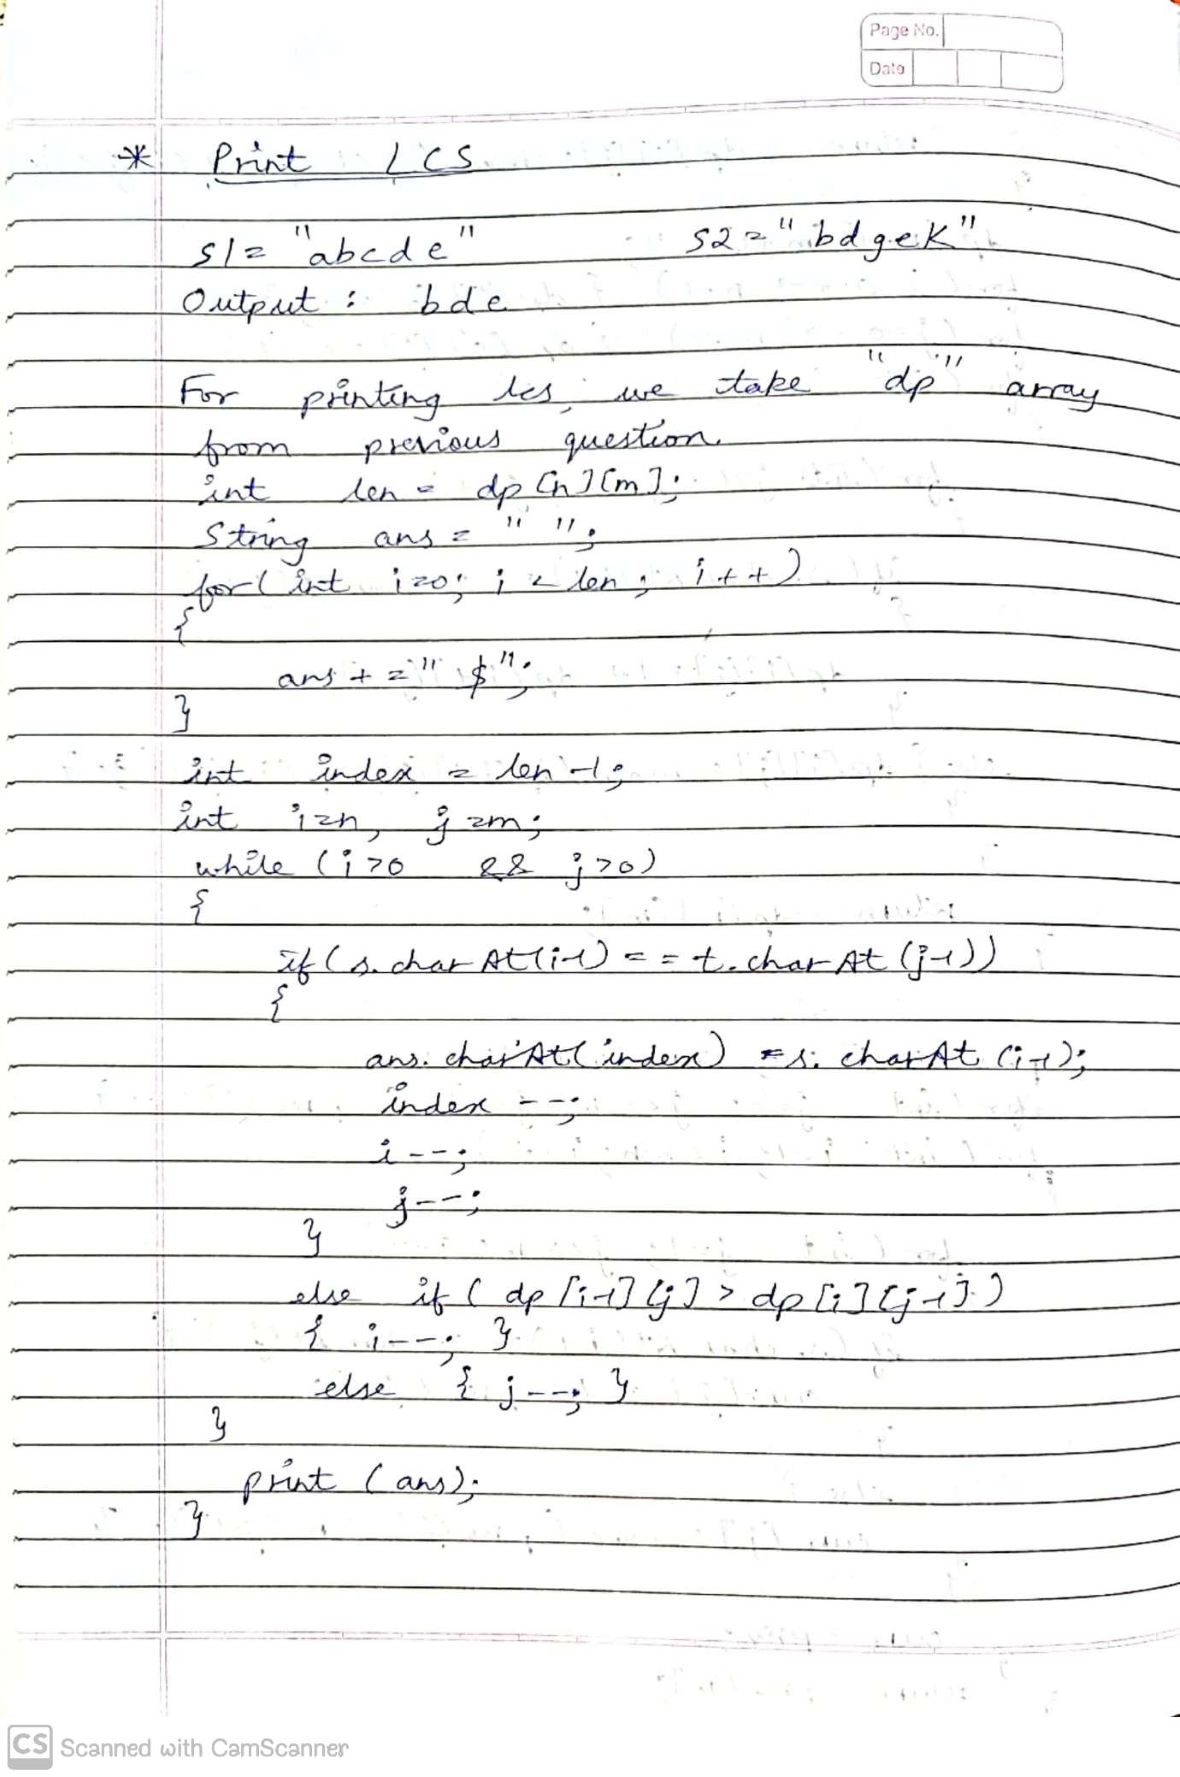 Page No.
Date
* Print LCS
S1 = "abcde" S2 = "bdgek"
Output : bde
For printing lcs, we take "dp" array
from previous question.
int len = dp[n][m];
String ans = " ";
for(int i=0; i < len; i++)
{
ans += "$";
}
int index = len-1;
int i=n, j=m;
while (i>0 && j>0)
{
if(s.charAt(i-1) == t.charAt(j-1))
{
ans.charAt(index) = s.charAt(i-1);
index --;
i--;
j--;
}
else if( dp[i-1][j] > dp[i][j-1])
{ i--; }
else { j--; }
}
print (ans);
}
CS Scanned with CamScanner